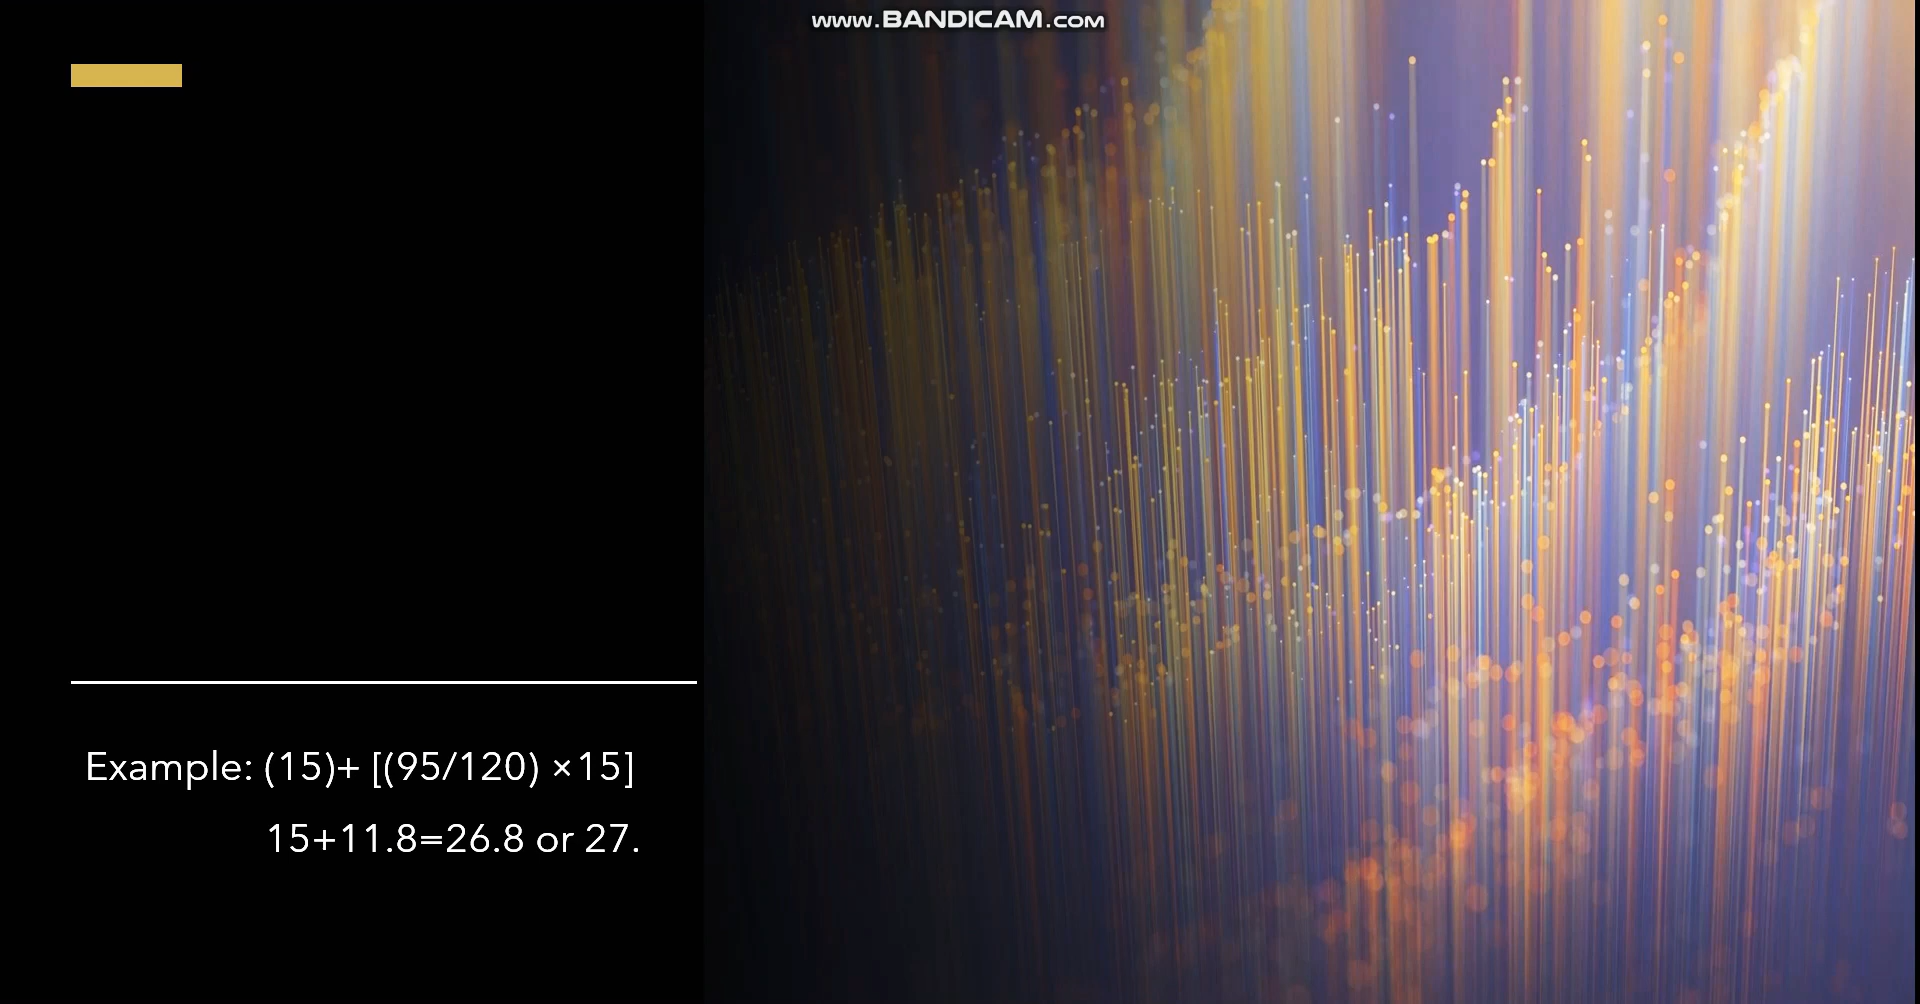 www.BANDICAM.com
Example: (15)+ [(95/120) ×15]
15+11.8=26.8 or 27.